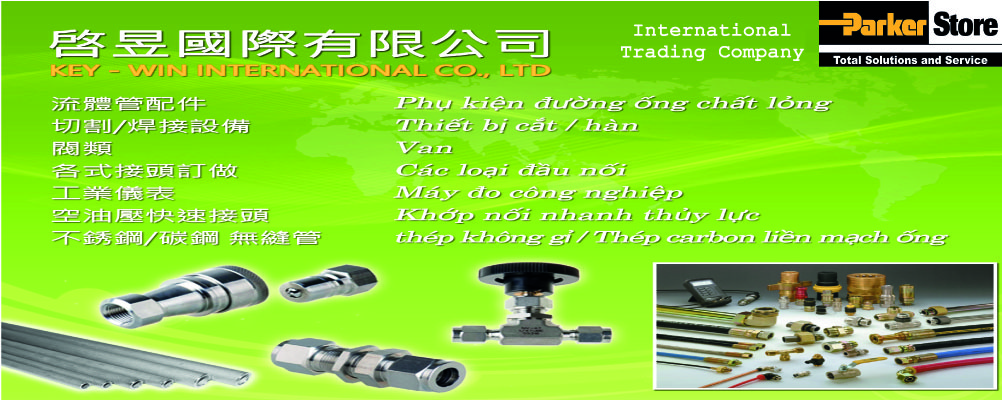 啓昱國際有限公司
KEY - WIN INTERNATIONAL CO., LTD
International
Trading Company
Parker Store
Total Solutions and Service
流體管配件 Phụ kiện đường ống chất lỏng
切割/焊接設備 Thiết bị cắt / hàn
閥類 Van
各式接頭訂做 Các loại đầu nối
工業儀表 Máy đo công nghiệp
空油壓快速接頭 Khớp nối nhanh thủy lực
不銹鋼/碳鋼 無縫管 thép không gỉ / Thép carbon liền mạch ống